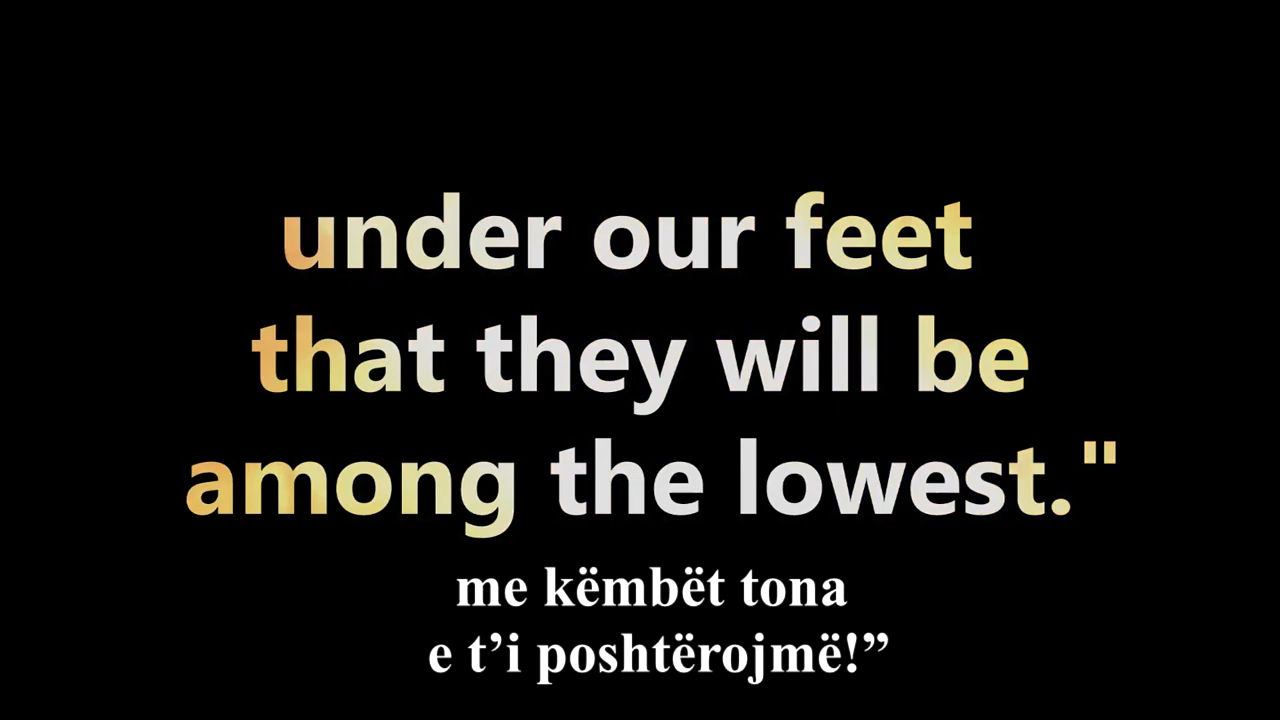 under our feet
that they will be
among the lowest."
me këmbët tona
e t’i poshtërojmë!”